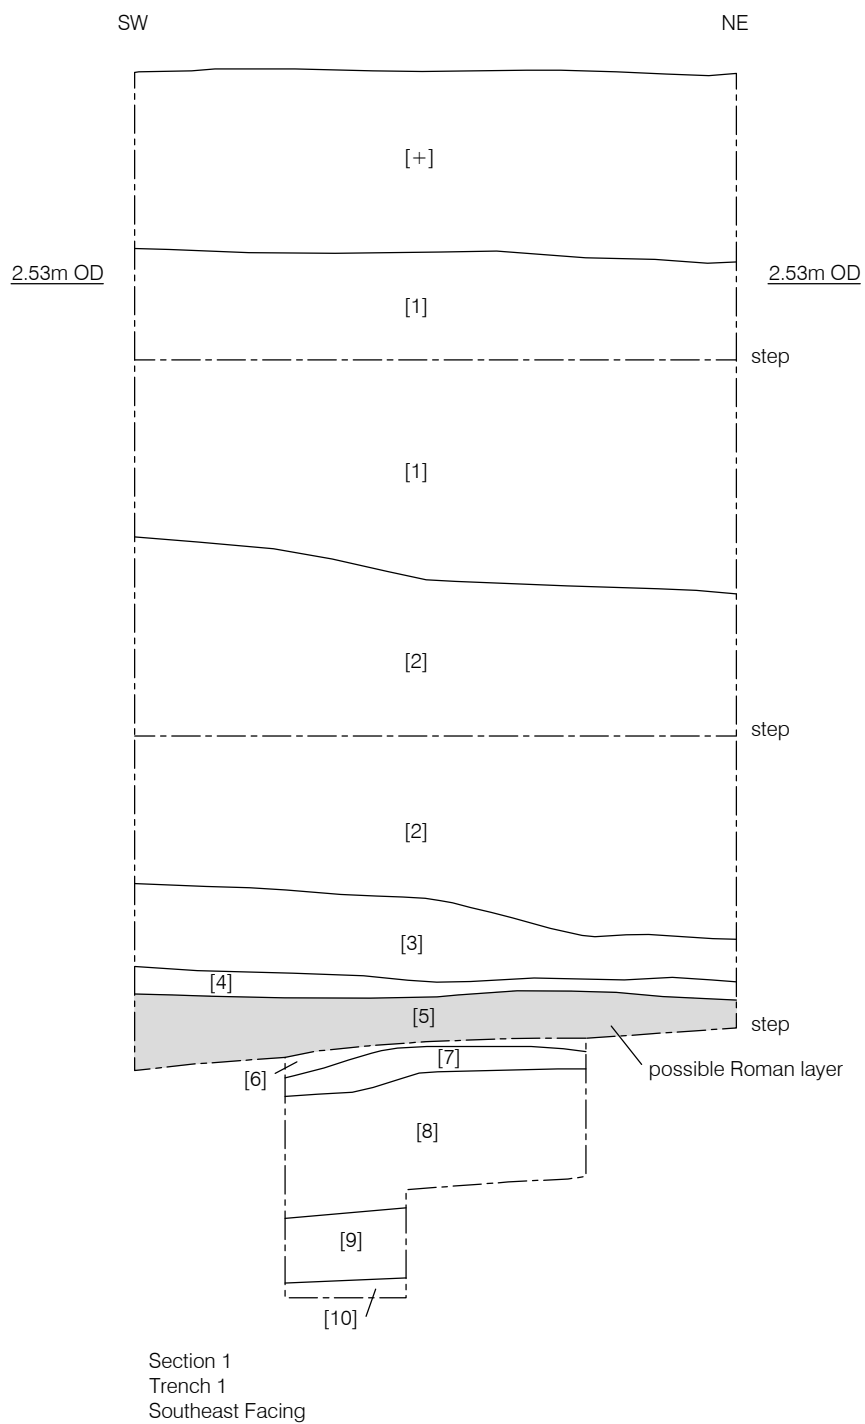 SW
NE
[+]
2.53m OD
2.53m OD
[1]
step
[1]
[2]
step
[2]
[3]
[4]
[5]
step
[7]
possible Roman layer
[6]
[8]
[9]
[10]
Section 1
Trench 1
Southeast Facing